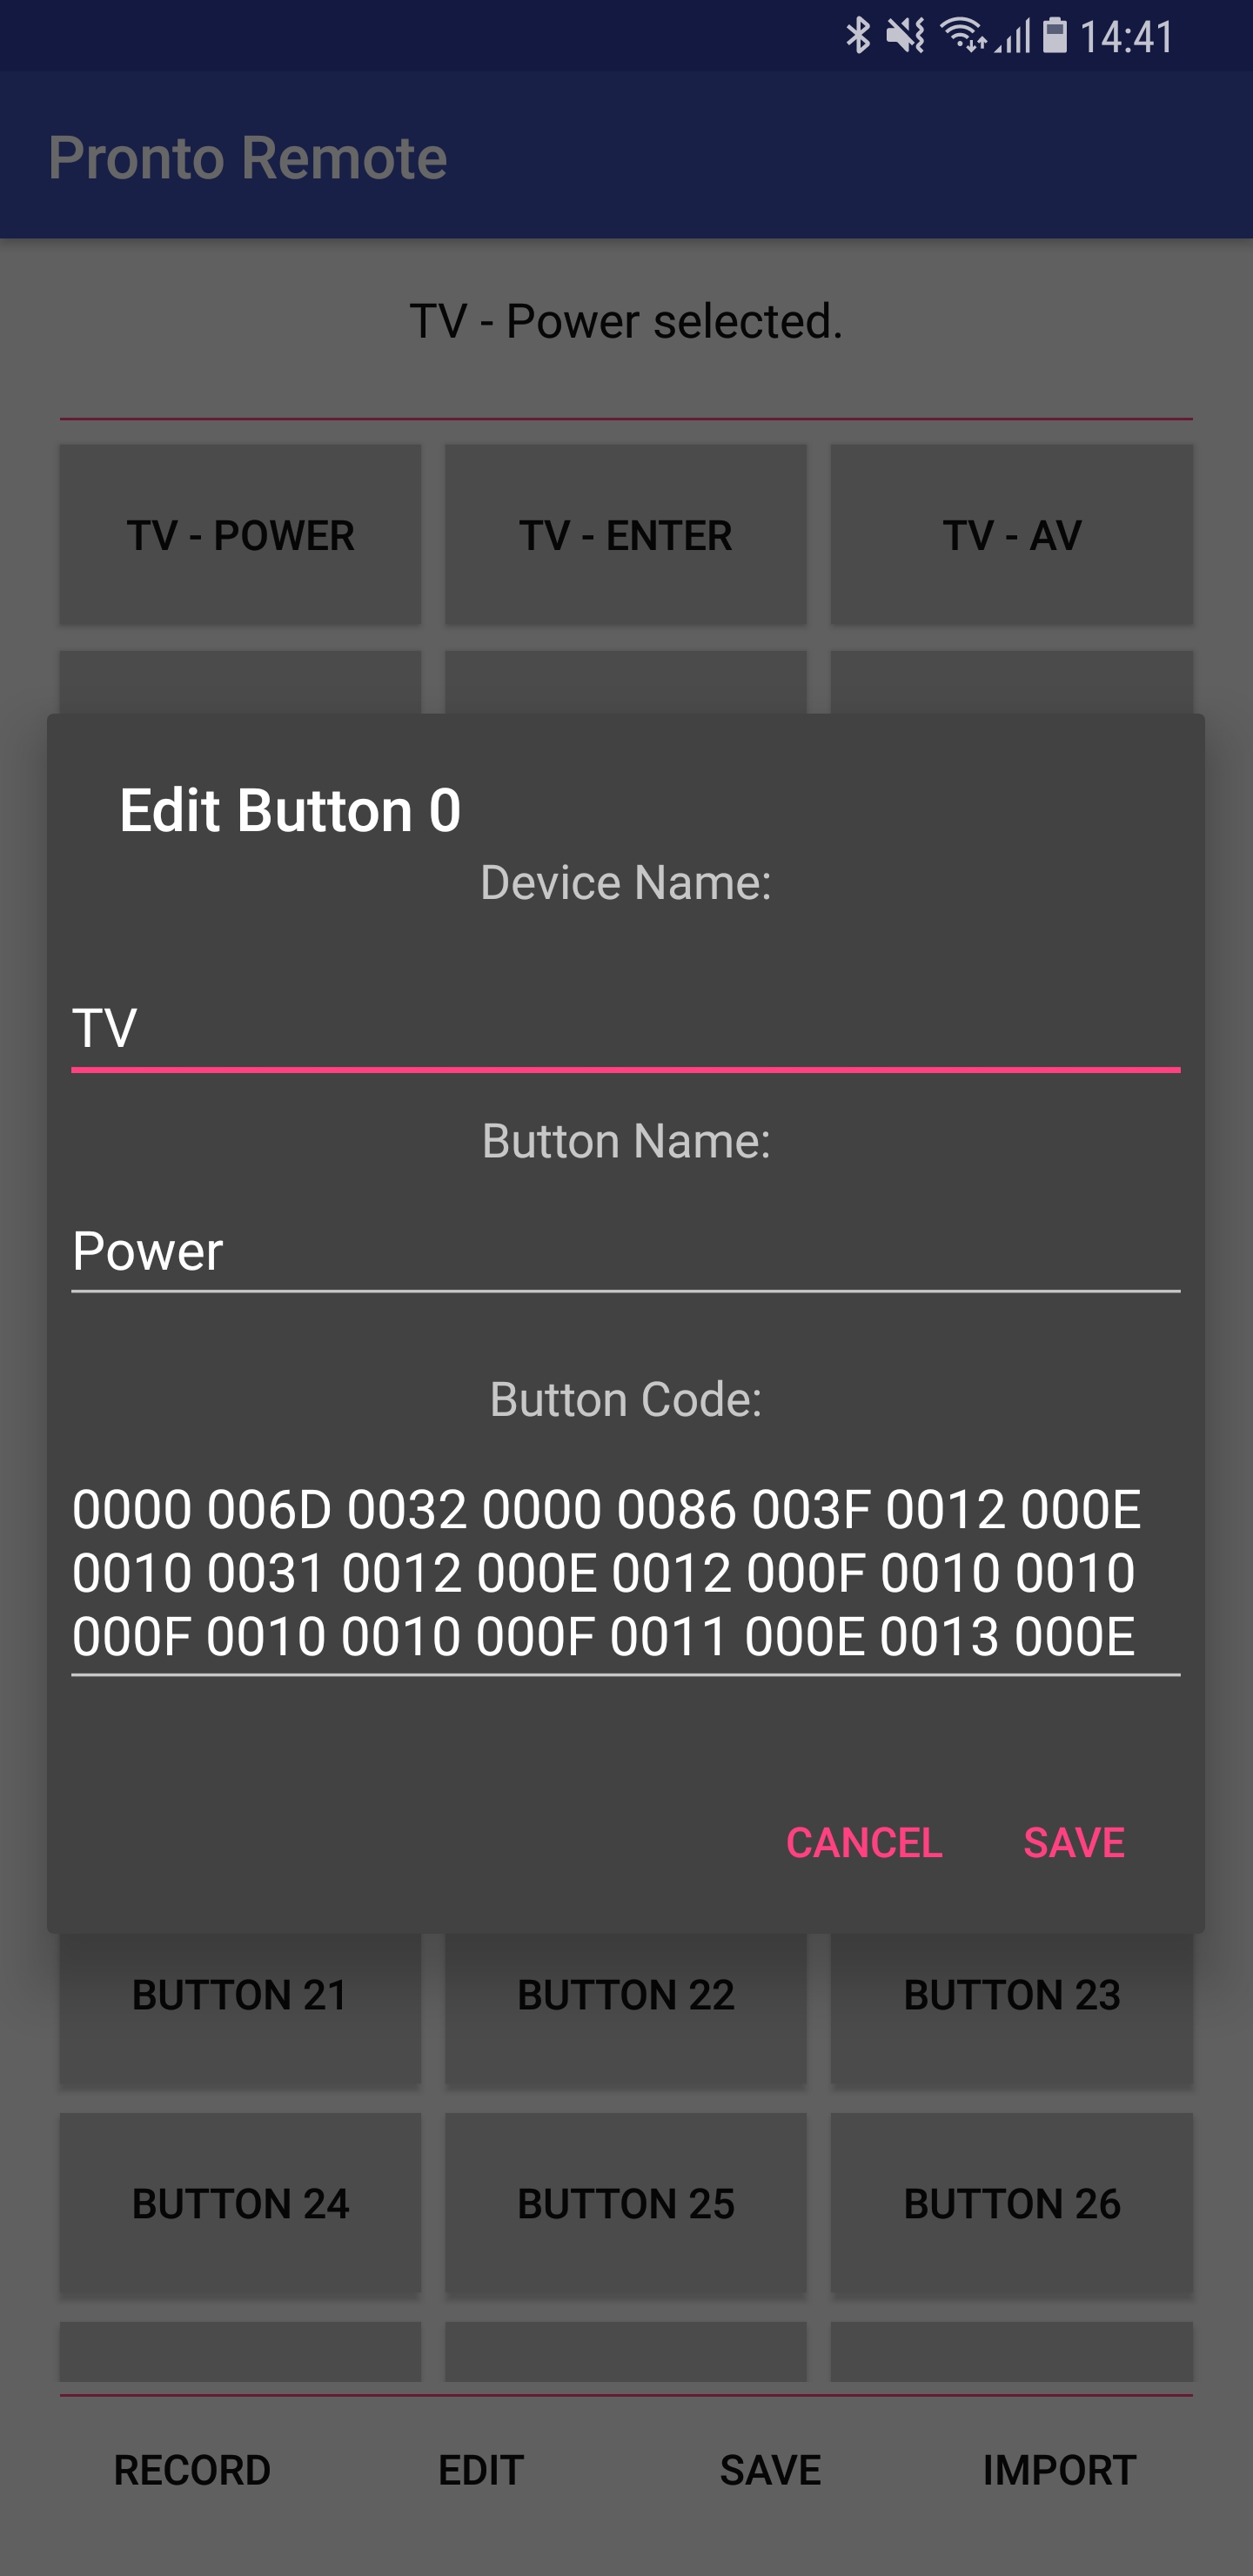 14:41
Pronto Remote
TV - Power selected.
TV - POWER
TV - ENTER
TV - AV
Edit Button 0
Device Name:
TV
Button Name:
Power
Button Code:
0000 006D 0032 0000 0086 003F 0012 000E
0010 0031 0012 000E 0012 000F 0010 0010
000F 0010 0010 000F 0011 000E 0013 000E
CANCEL
SAVE
BUTTON 21
BUTTON 22
BUTTON 23
BUTTON 24
BUTTON 25
BUTTON 26
RECORD
EDIT
SAVE
IMPORT